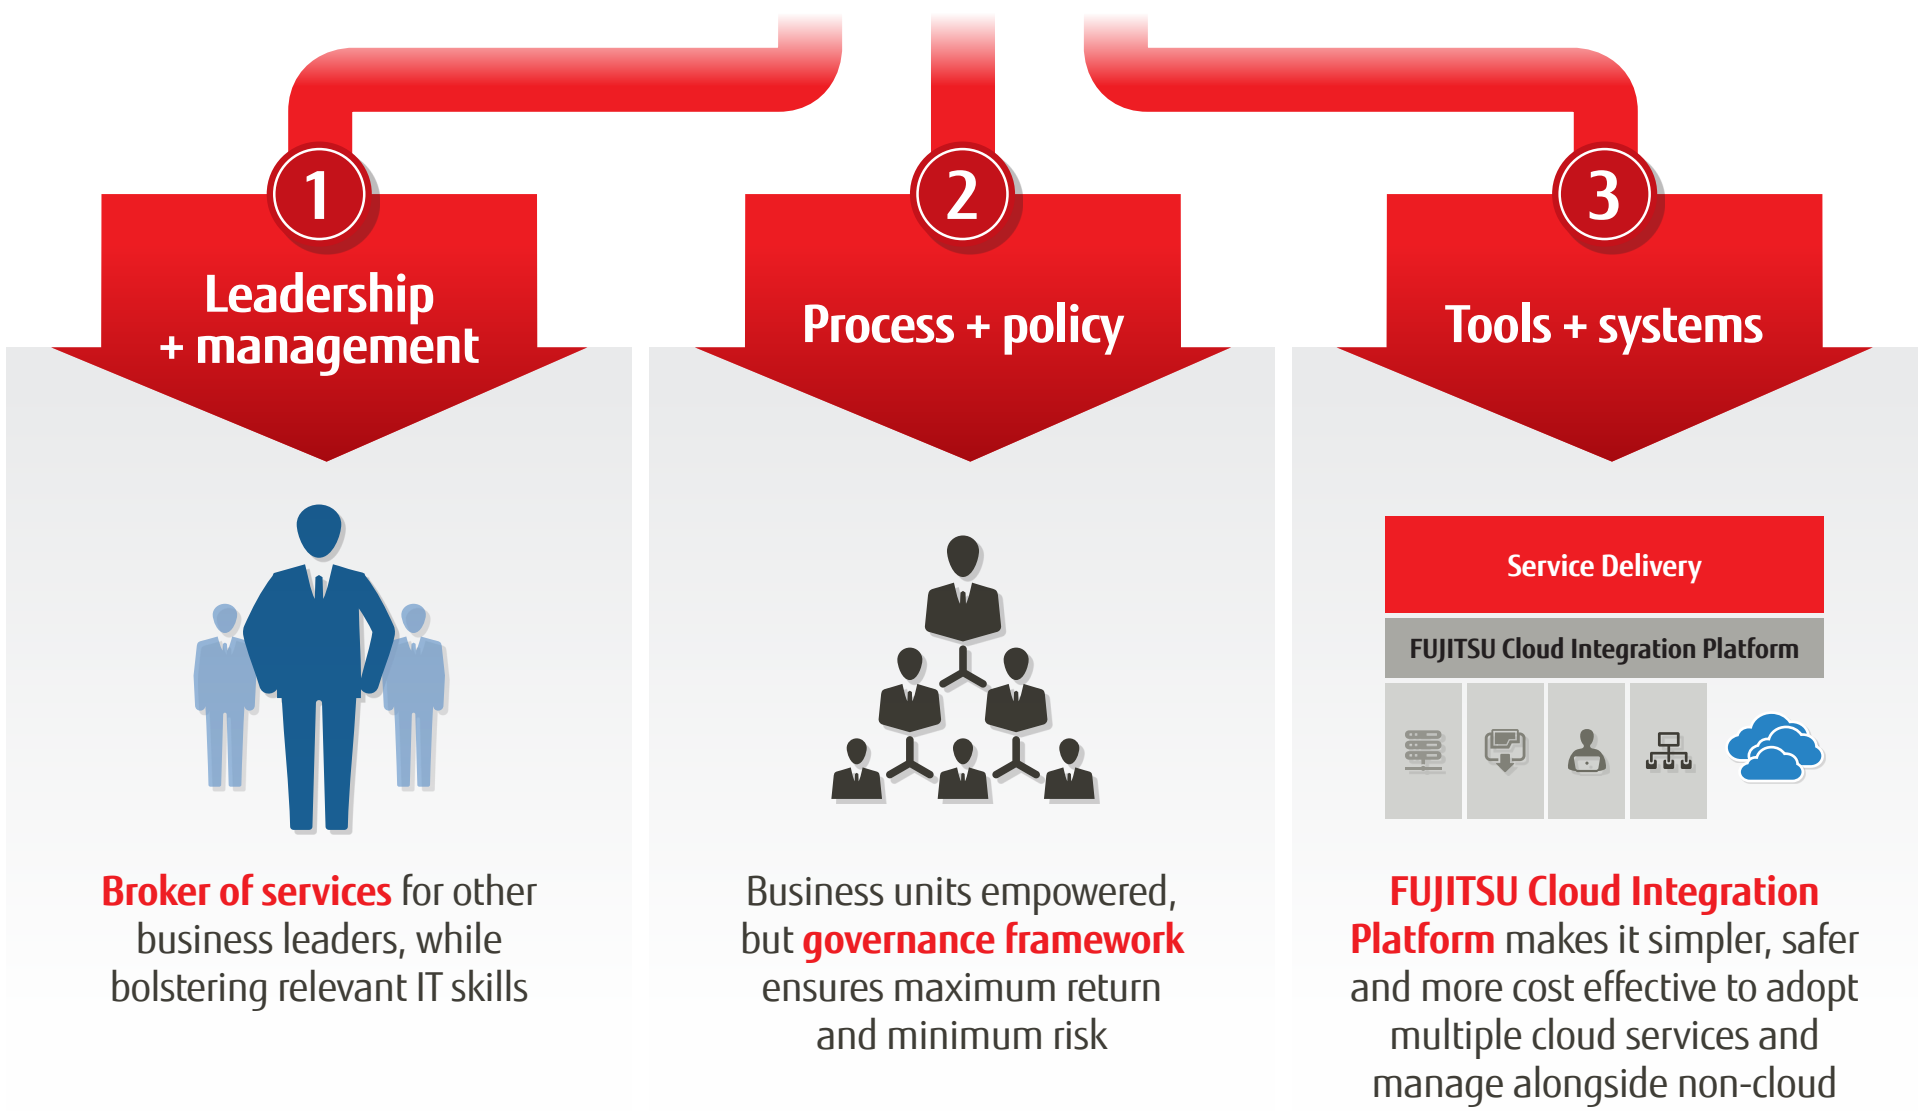 1
Leadership
+ management
Broker of services for other
business leaders, while
bolstering relevant IT skills
2
Process + policy
Business units empowered,
but governance framework
ensures maximum return
and minimum risk
3
Tools + systems
Service Delivery
FUJITSU Cloud Integration Platform
FUJITSU Cloud Integration
Platform makes it simpler, safer
and more cost effective to adopt
multiple cloud services and
manage alongside non-cloud